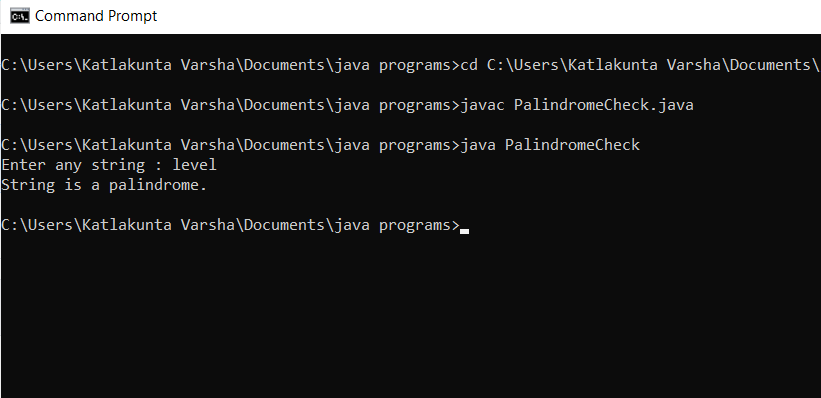 Command Prompt
C:\Users\Katlakunta Varsha\Documents\java programs>cd C:\Users\Katlakunta Varsha\Documents\
C:\Users\Katlakunta Varsha\Documents\java programs>javac PalindromeCheck.java
C:\Users\Katlakunta Varsha\Documents\java programs>java PalindromeCheck
Enter any string : level
String is a palindrome.
C:\Users\Katlakunta Varsha\Documents\java programs>